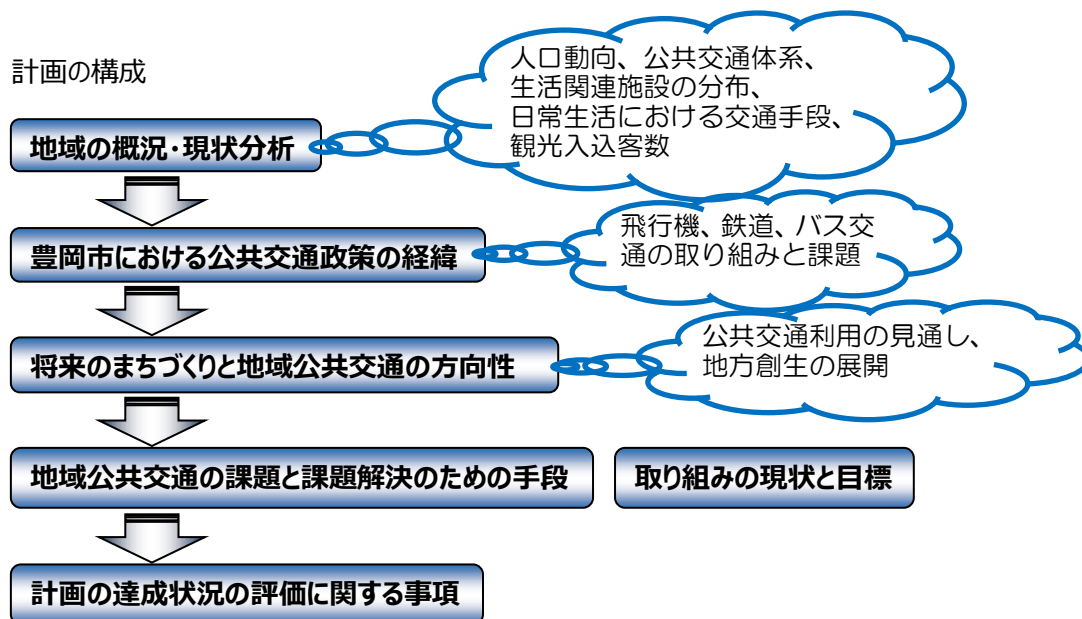 計画の構成
人口動向、公共交通体系、
生活関連施設の分布、
日常生活における交通手段、
観光入込客数
地域の概況・現状分析
飛行機、鉄道、バス交
通の取り組みと課題
豊岡市における公共交通政策の経緯
公共交通利用の見通し、
地方創生の展開
将来のまちづくりと地域公共交通の方向性
地域公共交通の課題と課題解決のための手段
取り組みの現状と目標
計画の達成状況の評価に関する事項